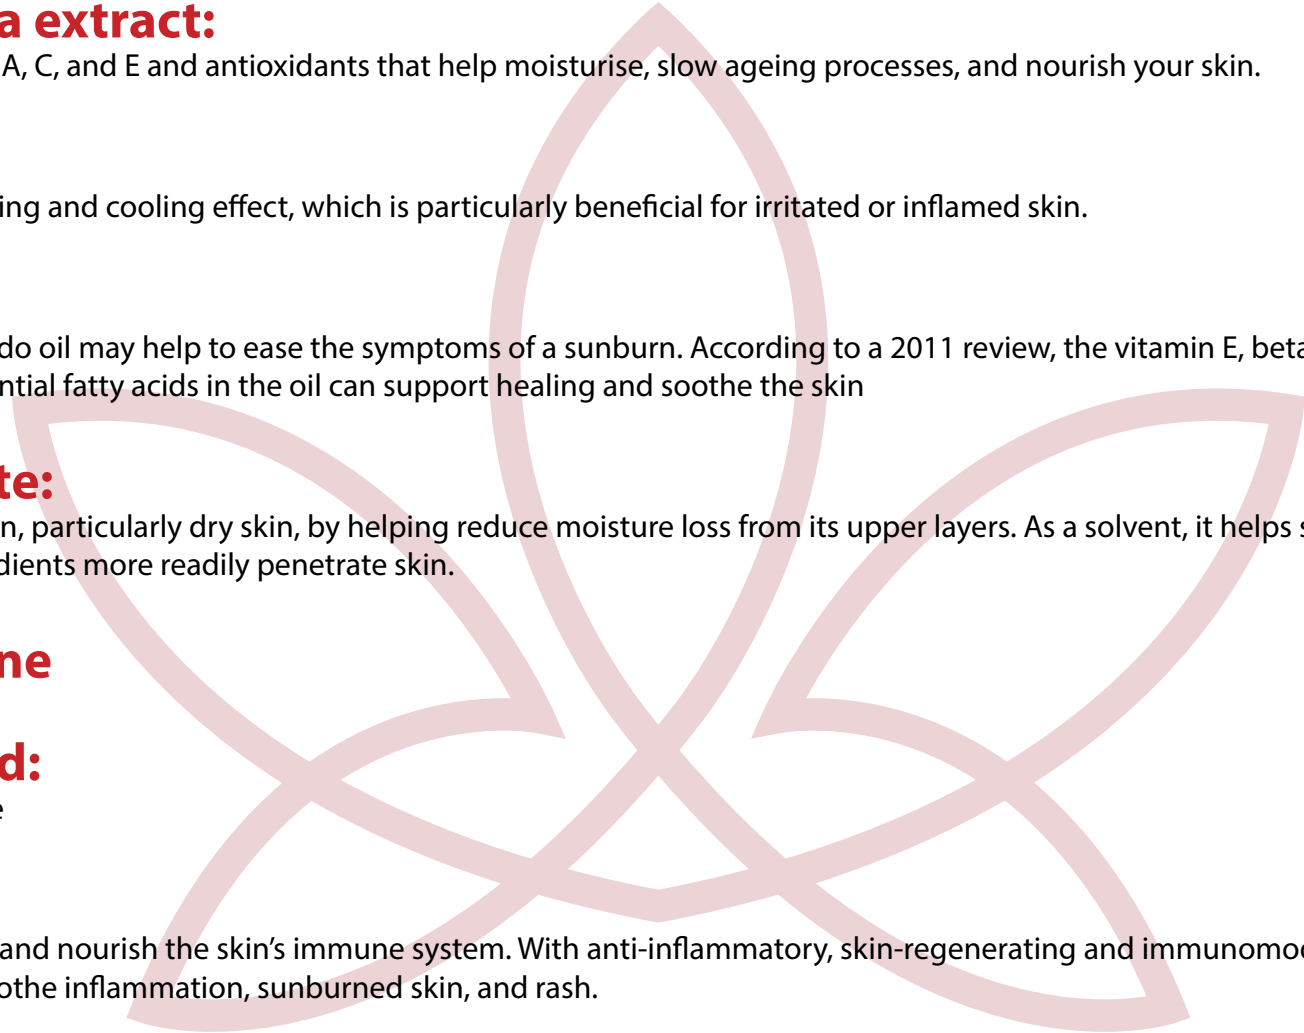 a extract:
A, C, and E and antioxidants that help moisturise, slow ageing processes, and nourish your skin.
ing and cooling effect, which is particularly beneficial for irritated or inflamed skin.
do oil may help to ease the symptoms of a sunburn. According to a 2011 review, the vitamin E, beta
ntial fatty acids in the oil can support healing and soothe the skin
te:
n, particularly dry skin, by helping reduce moisture loss from its upper layers. As a solvent, it helps s
dients more readily penetrate skin.
ne
d:
e
and nourish the skin’s immune system. With anti-inflammatory, skin-regenerating and immunomo
othe inflammation, sunburned skin, and rash.